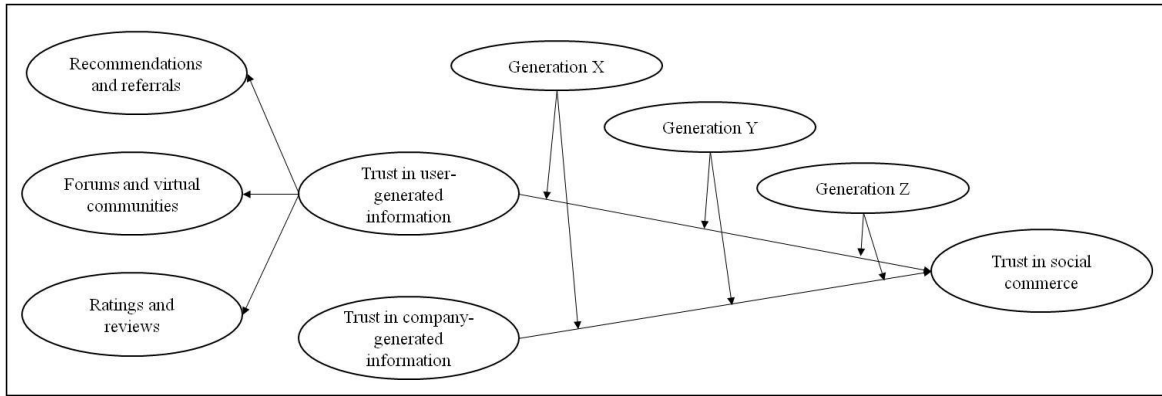 Recommendations
and referrals
Generation X
Generation Y
Forums and virtual
communities
Trust in user-
generated
information
Generation Z
Trust in social
commerce
Ratings and
reviews
Trust in company-
generated
information